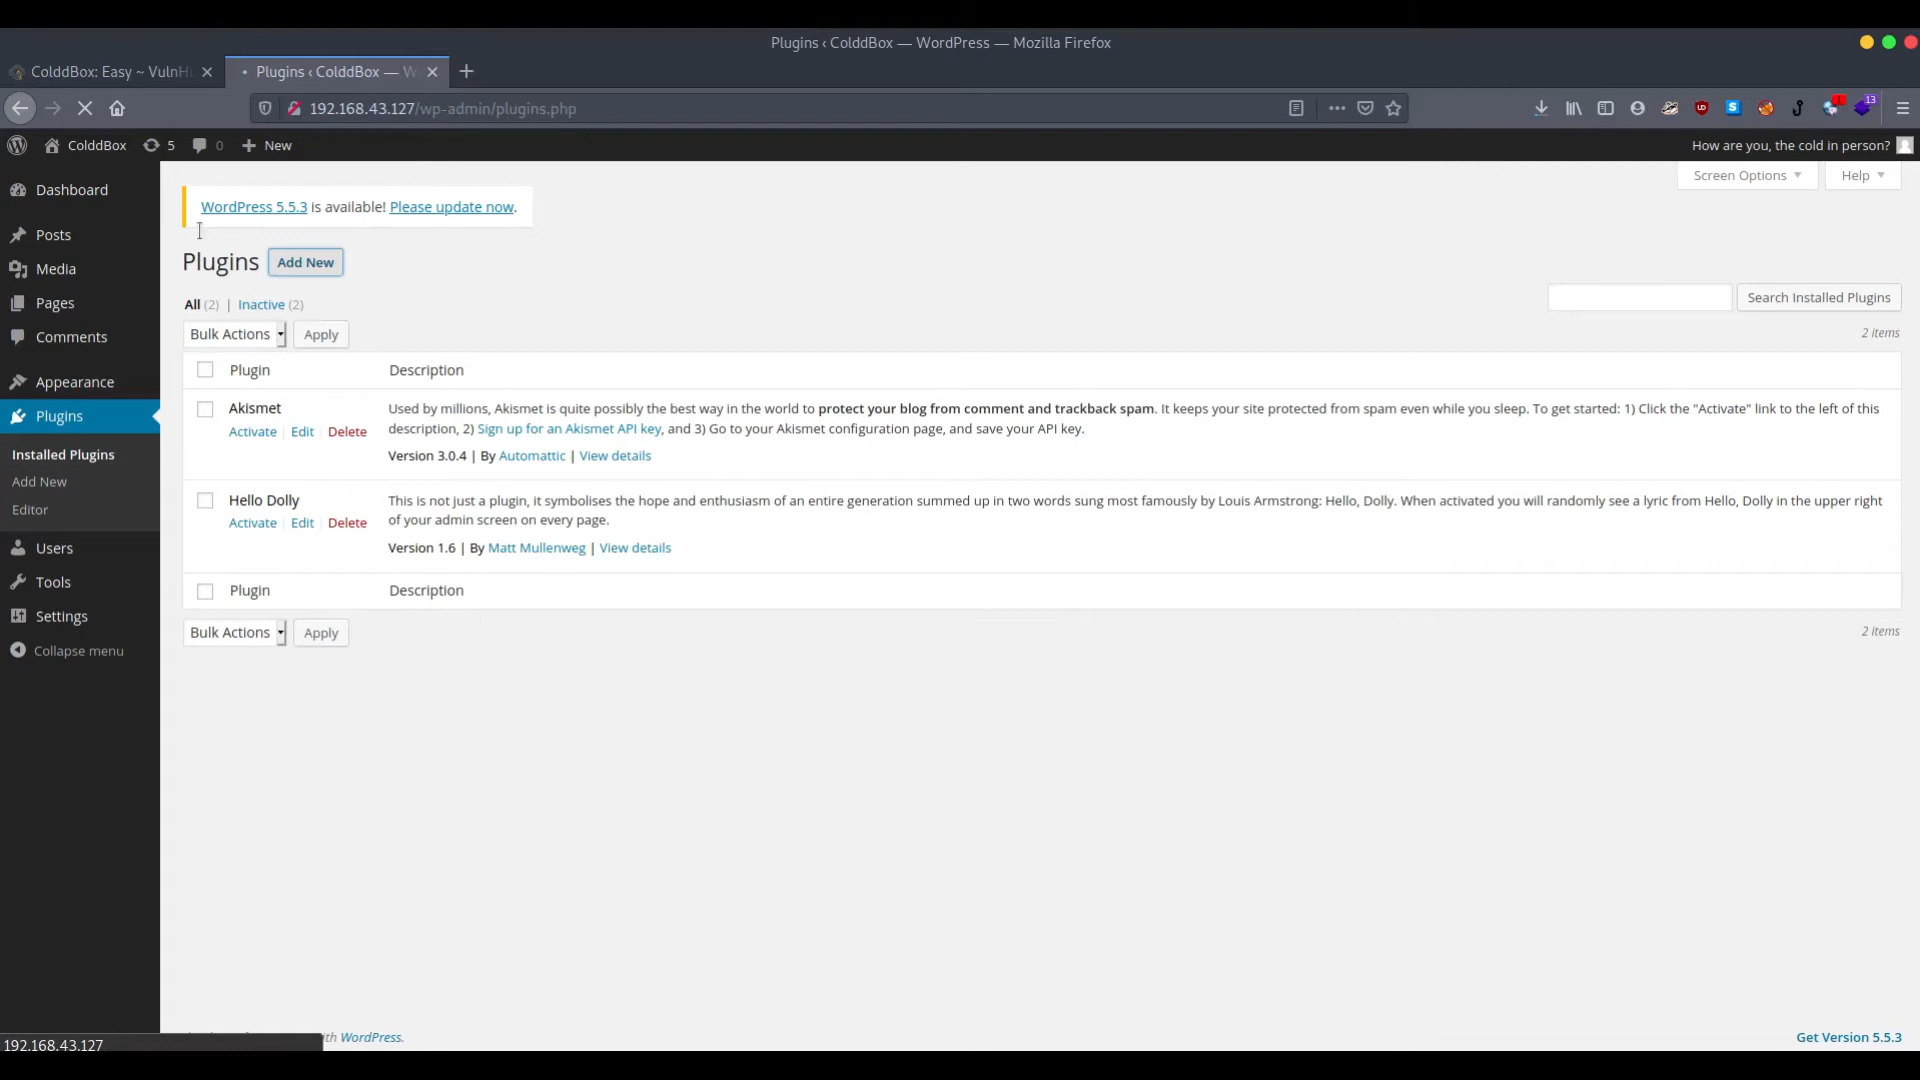 Plugins ‹ ColddBox — WordPress — Mozilla Firefox
ColddBox: Easy ~ VulnH
Plugins ‹ ColddBox — W
192.168.43.127/wp-admin/plugins.php
1
13
ColddBox
5
0
New
How are you, the cold in person?
Screen Options
Help
Dashboard
Posts
Media
Pages
Comments
Appearance
Plugins
Installed Plugins
Add New
Editor
Users
Tools
Settings
Collapse menu
WordPress 5.5.3 is available! Please update now.
Plugins Add New
All (2) | Inactive (2)
Search Installed Plugins
Bulk Actions Apply
2 items
Plugin Description
Akismet
Activate | Edit | Delete
Used by millions, Akismet is quite possibly the best way in the world to protect your blog from comment and trackback spam. It keeps your site protected from spam even while you sleep. To get started: 1) Click the "Activate" link to the left of this
description, 2) Sign up for an Akismet API key, and 3) Go to your Akismet configuration page, and save your API key.
Version 3.0.4 | By Automattic | View details
Hello Dolly
Activate | Edit | Delete
This is not just a plugin, it symbolises the hope and enthusiasm of an entire generation summed up in two words sung most famously by Louis Armstrong: Hello, Dolly. When activated you will randomly see a lyric from Hello, Dolly in the upper right
of your admin screen on every page.
Version 1.6 | By Matt Mullenweg | View details
Plugin Description
Bulk Actions Apply
2 items
WordPress.
Get Version 5.5.3
192.168.43.127